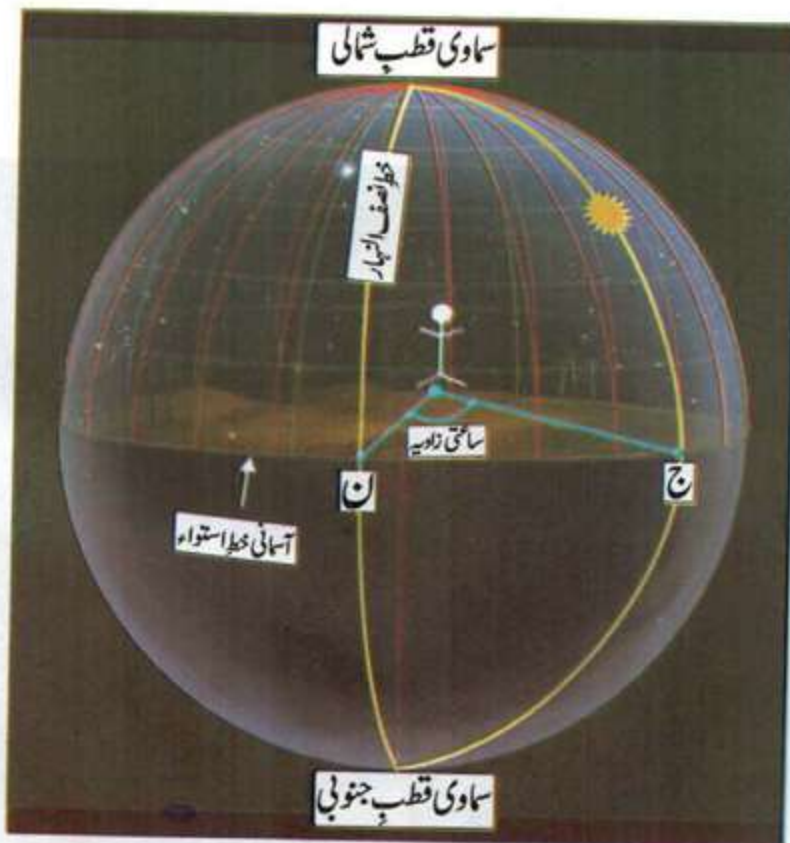 سماوی قطبِ شمالی
خطِ نصف النہار
ساعتی زاویہ
ن
ج
آسمانی خطِ استواء
سماوی قطبِ جنوبی